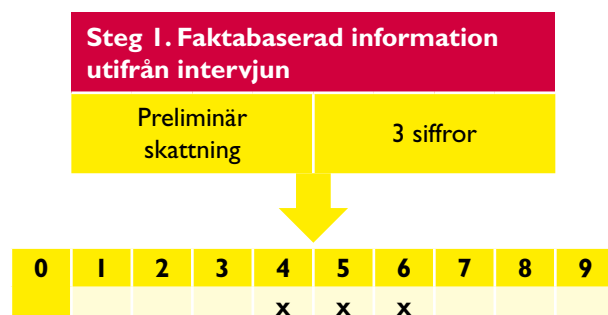 Steg 1. Faktabaserad information
utifrån intervjun
Preliminär
skattning
3 siffror
0 1 2 3 4 5 6 7 8 9
x x x